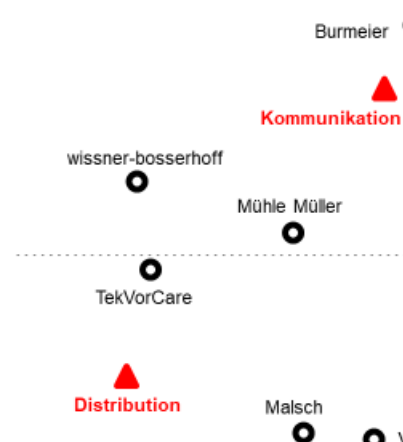 Burmeier
Kommunikation
wissner-bosserhoff
Mühle Müller
TekVorCare
Distribution
Malsch